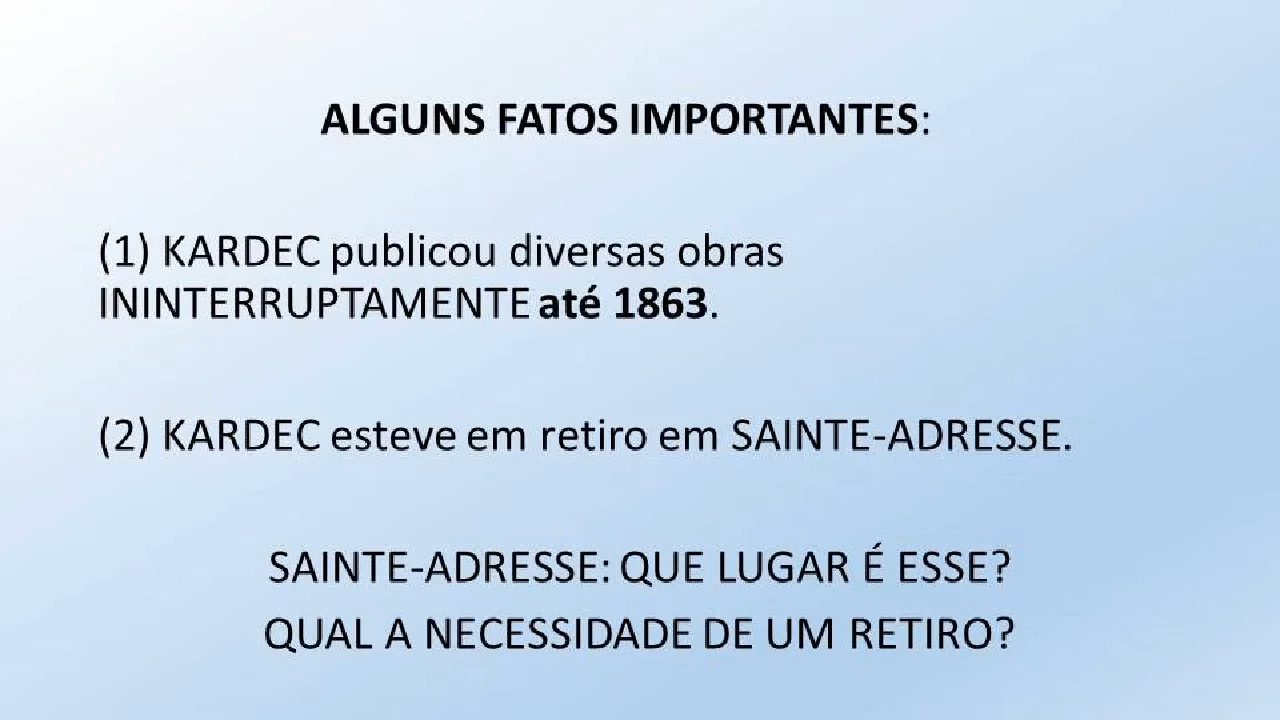 ALGUNS FATOS IMPORTANTES:
(1) KARDEC publicou diversas obras
ININTERRUPTAMENTE até 1863.
(2) KARDEC esteve em retiro em SAINTE-ADRESSE.
SAINTE-ADRESSE: QUE LUGAR É ESSE?
QUAL A NECESSIDADE DE UM RETIRO?